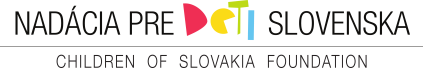 NADÁCIA PRE DETI SLOVENSKA
CHILDREN OF SLOVAKIA FOUNDATION